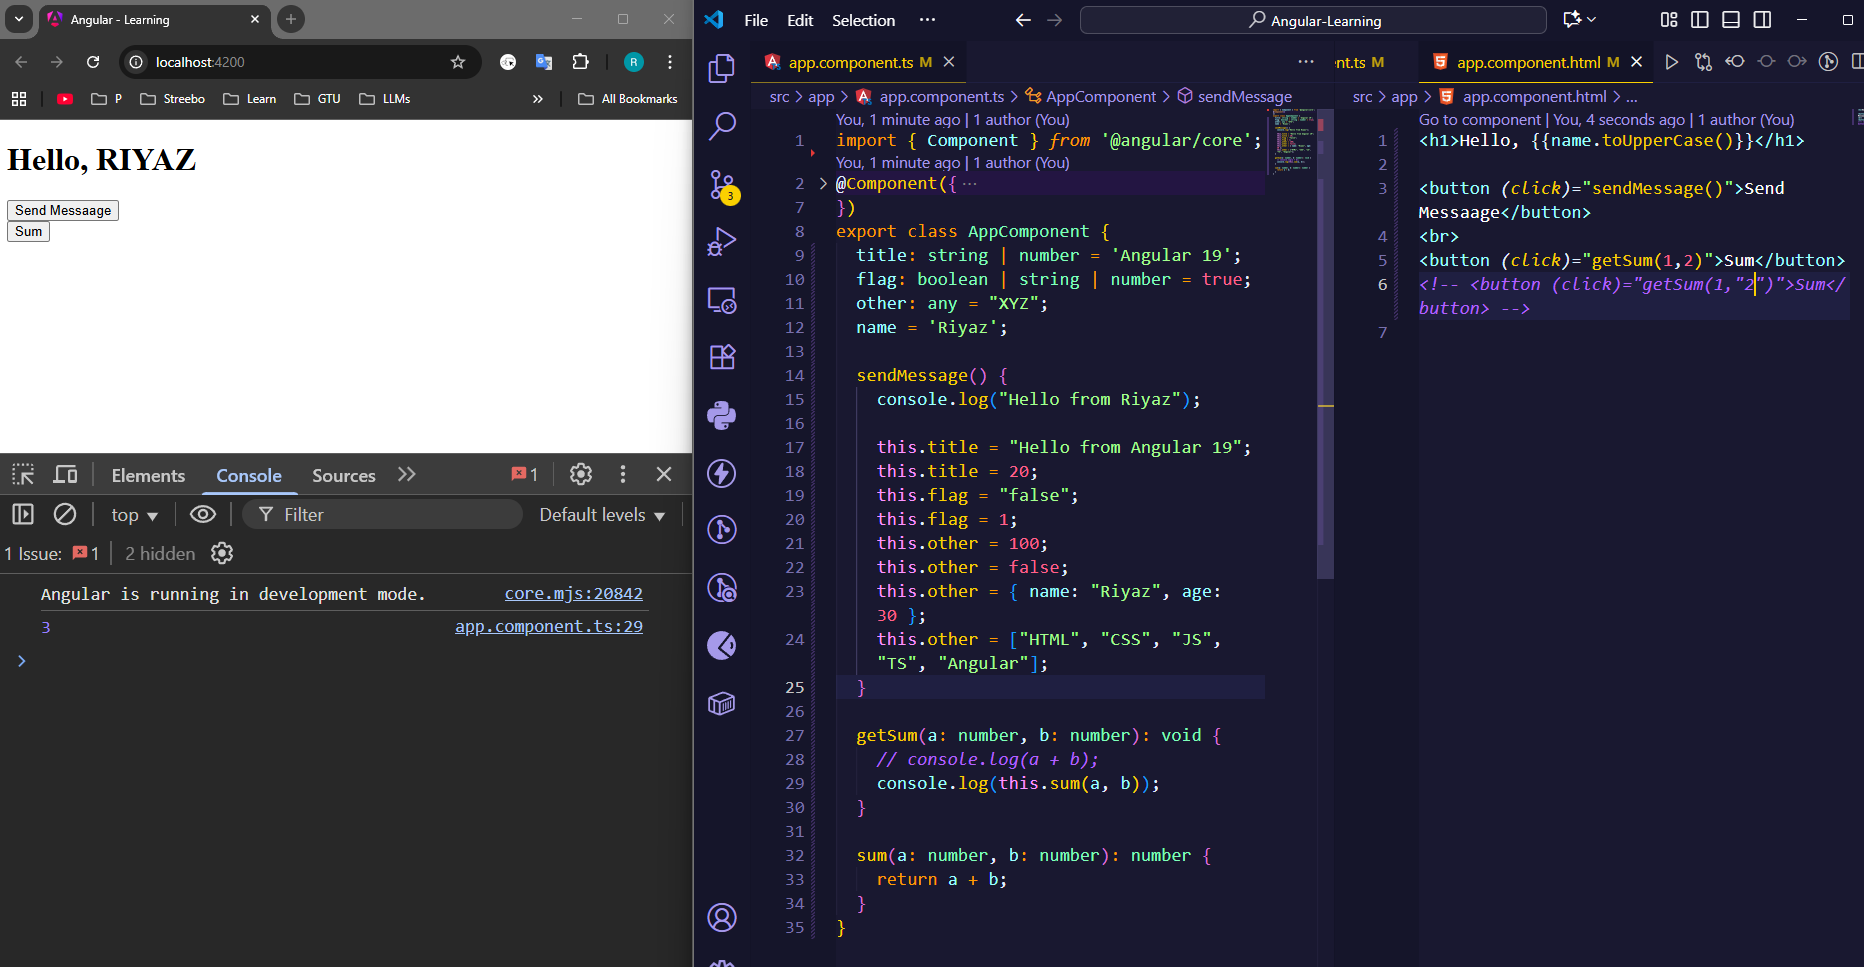 Angular - Learning
localhost:4200
R
P
Streebo
Learn
GTU
LLMs
»
All Bookmarks
Hello, RIYAZ
Send Messaage
Sum
Elements
Console
Sources
1
top
Filter
Default levels
1 Issue:
1
2 hidden
Angular is running in development mode.
core.mjs:20842
3
app.component.ts:29
File
Edit
Selection
Angular-Learning
3
app.component.ts M
src > app > app.component.ts > AppComponent > sendMessage
You, 1 minute ago | 1 author (You)
1 import { Component } from '@angular/core';
You, 1 minute ago | 1 author (You)
2 @Component({ ···
7 })
8 export class AppComponent {
9 title: string | number = 'Angular 19';
10 flag: boolean | string | number = true;
11 other: any = "XYZ";
12 name = 'Riyaz';
13
14 sendMessage() {
15 console.log("Hello from Riyaz");
16
17 this.title = "Hello from Angular 19";
18 this.title = 20;
19 this.flag = "false";
20 this.flag = 1;
21 this.other = 100;
22 this.other = false;
23 this.other = { name: "Riyaz", age:
30 };
24 this.other = ["HTML", "CSS", "JS",
"TS", "Angular"];
25 }
26
27 getSum(a: number, b: number): void {
28 // console.log(a + b);
29 console.log(this.sum(a, b));
30 }
31
32 sum(a: number, b: number): number {
33 return a + b;
34 }
35 }
nt.ts M
app.component.html M
src > app > app.component.html > ...
Go to component | You, 4 seconds ago | 1 author (You)
1 <h1>Hello, {{name.toUpperCase()}}</h1>
2
3 <button (click)="sendMessage()">Send
Messaage</button>
4 <br>
5 <button (click)="getSum(1,2)">Sum</button>
6 <!-- <button (click)="getSum(1,"2")">Sum</
button> -->
7